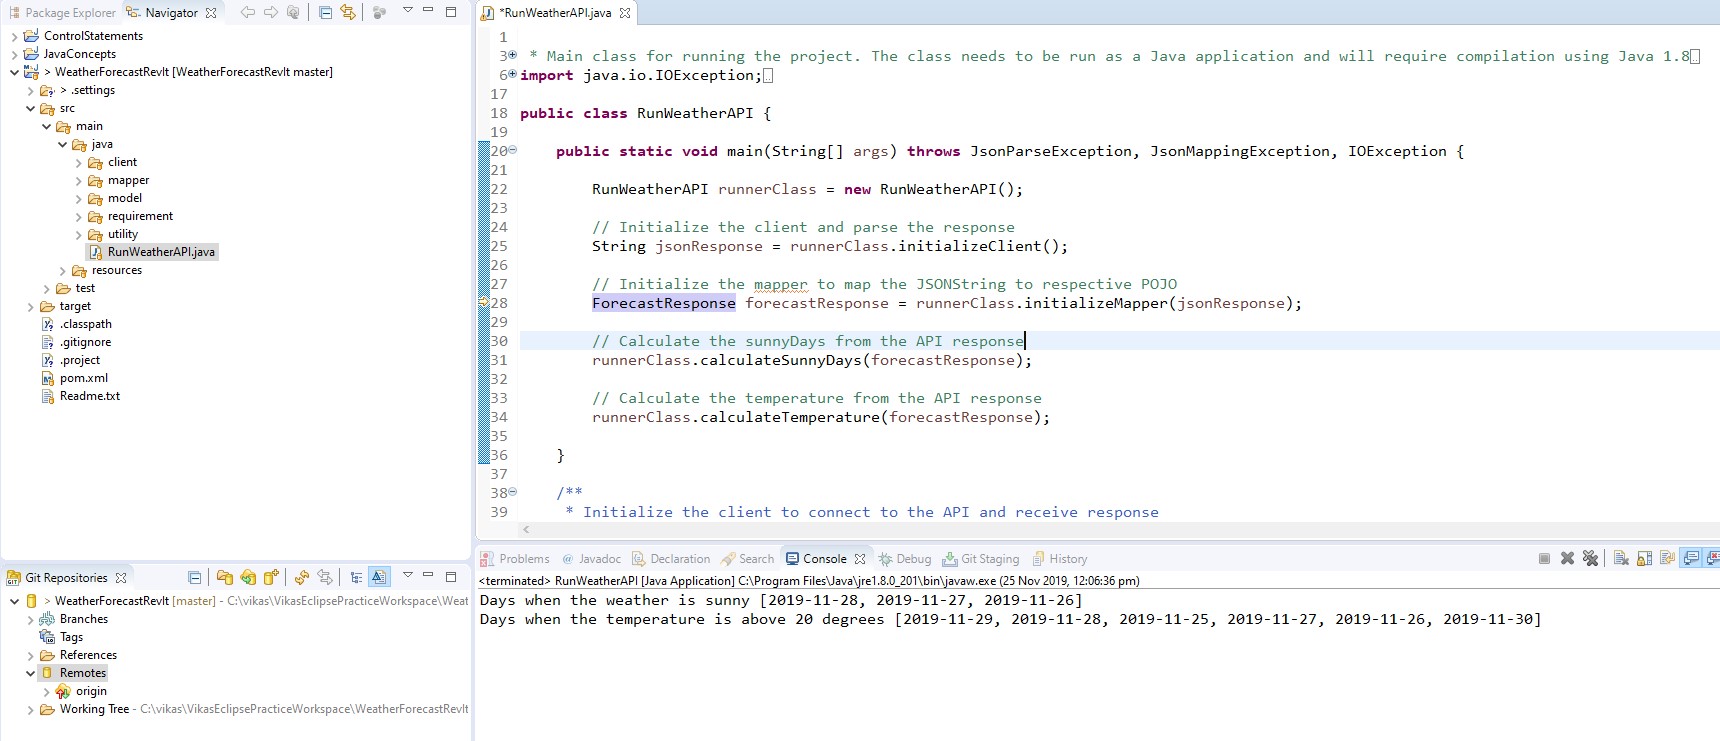 Package Explorer
Navigator
ControlStatements
JavaConcepts
> WeatherForecastRevIt [WeatherForecastRevIt master]
> .settings
src
main
java
client
mapper
model
requirement
utility
RunWeatherAPI.java
resources
test
target
.classpath
.gitignore
.project
pom.xml
Readme.txt
Git Repositories
> WeatherForecastRevIt [master] - C:\vikas\VikasEclipsePracticeWorkspace\Weat
Branches
Tags
References
Remotes
origin
Working Tree - C:\vikas\VikasEclipsePracticeWorkspace\WeatherForecastRevIt
*RunWeatherAPI.java
1
3 * Main class for running the project. The class needs to be run as a Java application and will require compilation using Java 1.8
6 import java.io.IOException;
17
18 public class RunWeatherAPI {
19
20 public static void main(String[] args) throws JsonParseException, JsonMappingException, IOException {
21
22 RunWeatherAPI runnerClass = new RunWeatherAPI();
23
24 // Initialize the client and parse the response
25 String jsonResponse = runnerClass.initializeClient();
26
27 // Initialize the mapper to map the JSONString to respective POJO
28 ForecastResponse forecastResponse = runnerClass.initializeMapper(jsonResponse);
29
30 // Calculate the sunnyDays from the API response
31 runnerClass.calculateSunnyDays(forecastResponse);
32
33 // Calculate the temperature from the API response
34 runnerClass.calculateTemperature(forecastResponse);
35
36 }
37
38 /**
39 * Initialize the client to connect to the API and receive response
Problems @ Javadoc Declaration Search Console Debug Git Staging History
<terminated> RunWeatherAPI [Java Application] C:\Program Files\Java\jre1.8.0_201\bin\javaw.exe (25 Nov 2019, 12:06:36 pm)
Days when the weather is sunny [2019-11-28, 2019-11-27, 2019-11-26]
Days when the temperature is above 20 degrees [2019-11-29, 2019-11-28, 2019-11-25, 2019-11-27, 2019-11-26, 2019-11-30]